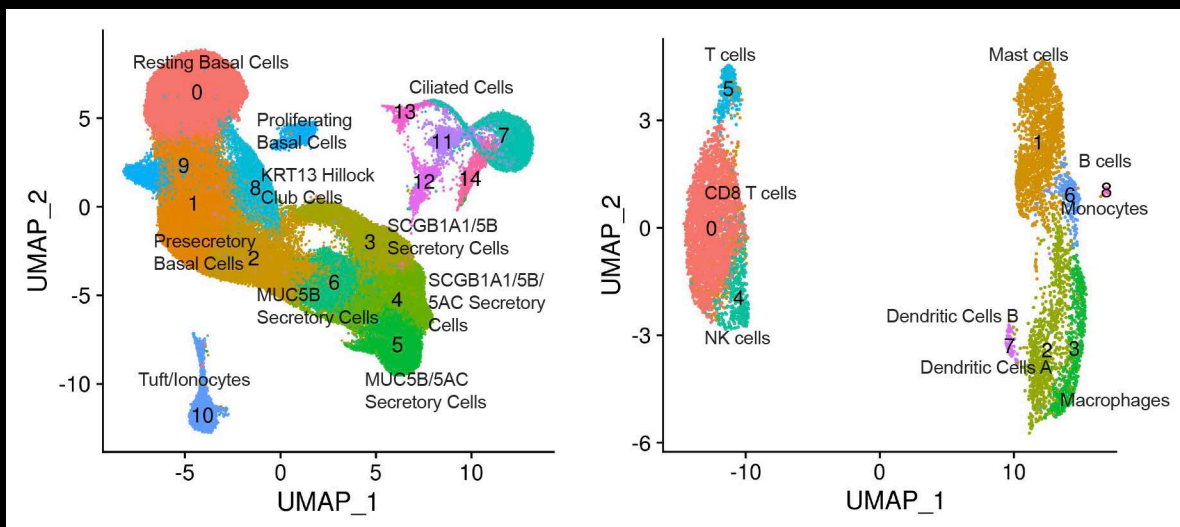 Resting Basal Cells
0
Ciliated Cells
13
Proliferating
Basal Cells
7
11
9
12
14
8
KRT13 Hillock
Club Cells
1
SCGB1A1/5B
Secretory Cells
3
Presecretory
Basal Cells
2
6
SCGB1A1/5B/
5AC Secretory
Cells
MUC5B
Secretory Cells
4
5
MUC5B/5AC
Secretory Cells
Tuft/Ionocytes
10
5
0
-5
-10
UMAP_2
-5
0
5
10
UMAP_1
T cells
5
Mast cells
1
B cells
8
CD8 T cells
6
Monocytes
0
4
NK cells
Dendritic Cells B
7
2
3
Dendritic Cells A
Macrophages
3
0
-3
-6
UMAP_2
-10
0
10
UMAP_1